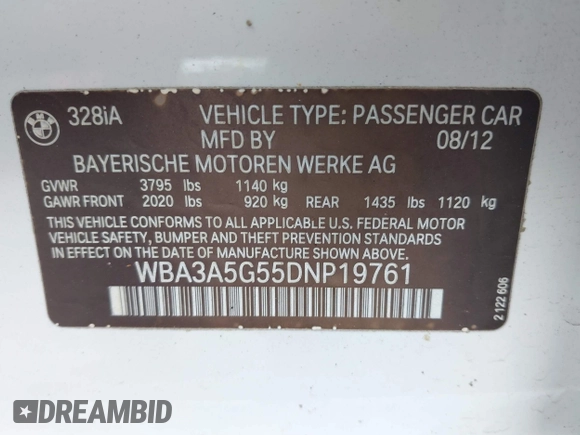 BMW
328iA VEHICLE TYPE: PASSENGER CAR
MFD BY 08/12
BAYERISCHE MOTOREN WERKE AG
GVWR 3795 lbs 1140 kg
GAWR FRONT 2020 lbs 920 kg REAR 1435 lbs 1120 kg
THIS VEHICLE CONFORMS TO ALL APPLICABLE U.S. FEDERAL MOTOR
VEHICLE SAFETY, BUMPER AND THEFT PREVENTION STANDARDS
IN EFFECT ON THE DATE OF MANUFACTURE SHOWN ABOVE.
WBA3A5G55DNP19761
2 122 606
DREAMBID